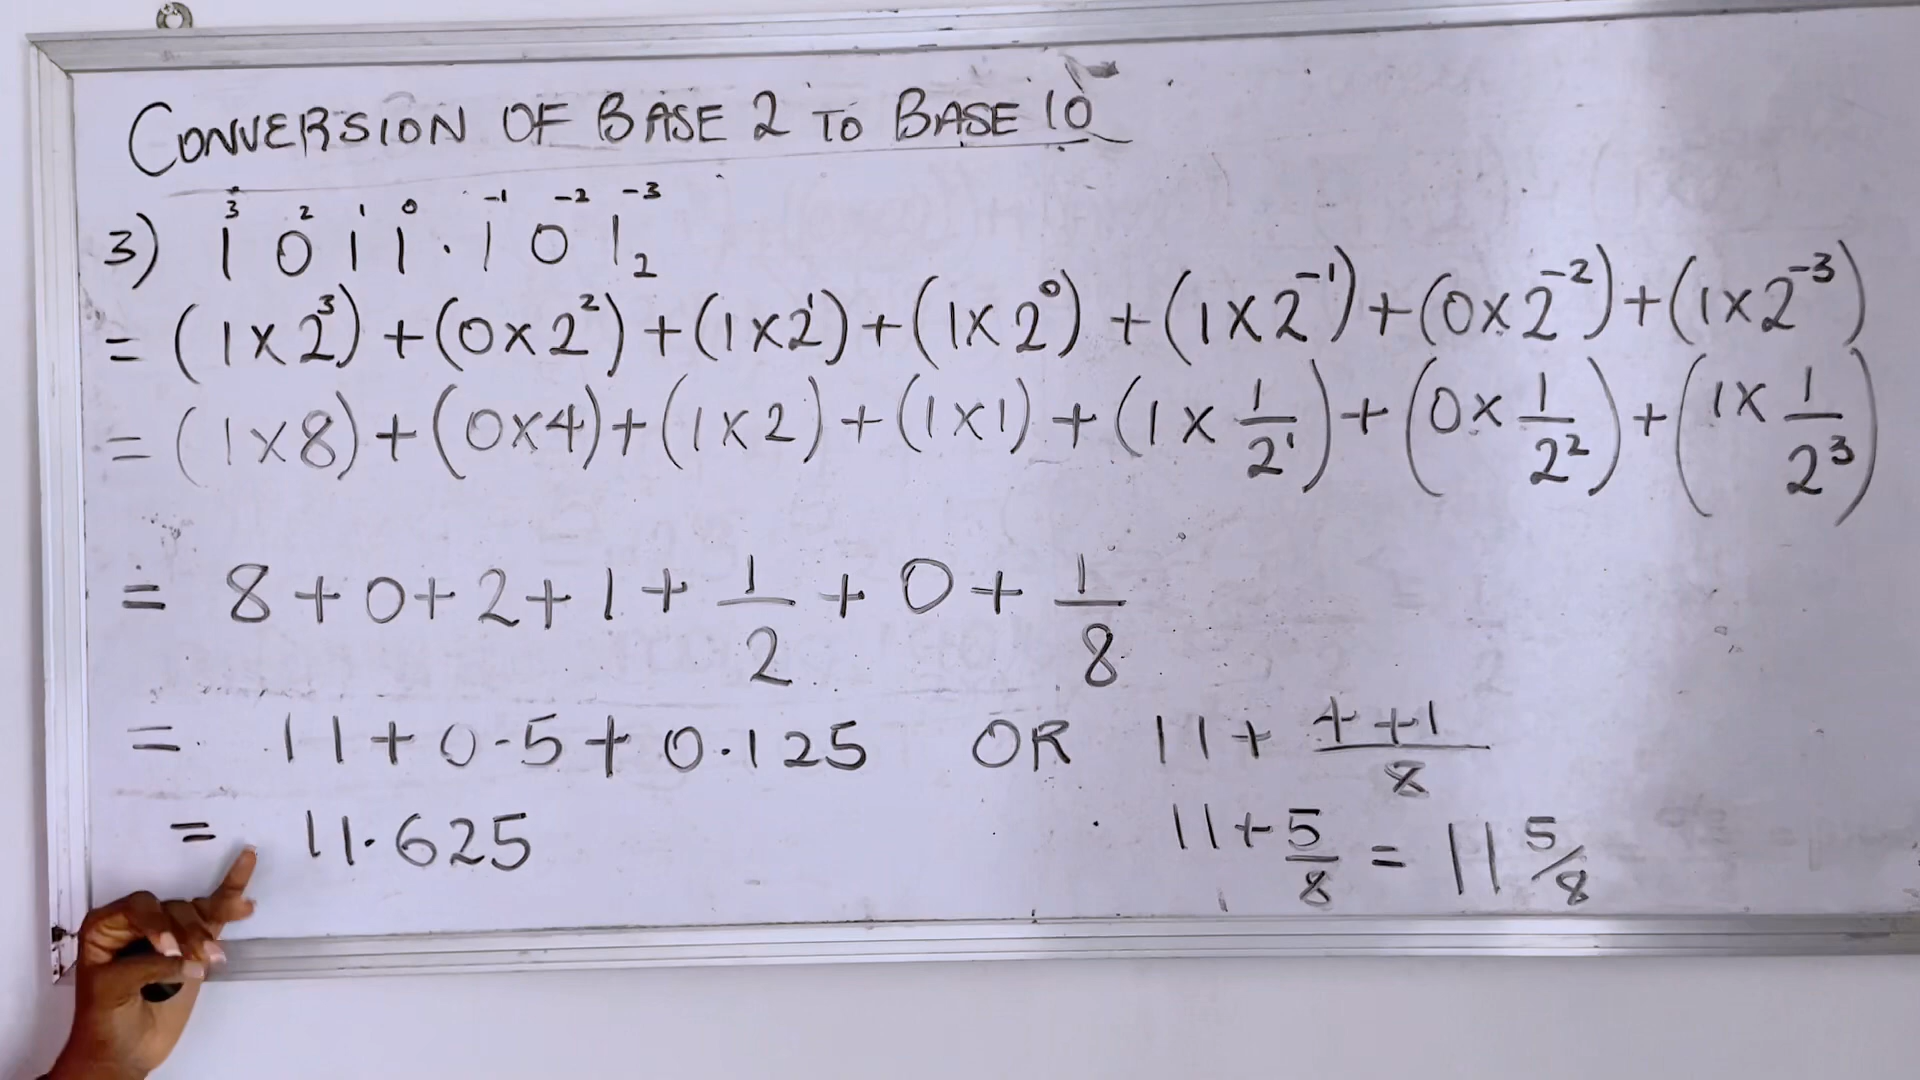 CONVERSION OF BASE 2 TO BASE 10
3 2 1 0 -1 -2 -3
3) 1 0 1 1 . 1 0 1₂
= (1 x 2³) + (0 x 2²) + (1 x 2¹) + (1 x 2⁰) + (1 x 2⁻¹) + (0 x 2⁻²) + (1 x 2⁻³)
= (1 x 8) + (0 x 4) + (1 x 2) + (1 x 1) + (1 x 1/2¹) + (0 x 1/2²) + (1 x 1/2³)
= 8 + 0 + 2 + 1 + 1/2 + 0 + 1/8
= 11 + 0.5 + 0.125 OR 11 + (4 + 1)/8
= 11.625 11 + 5/8 = 11 5/8